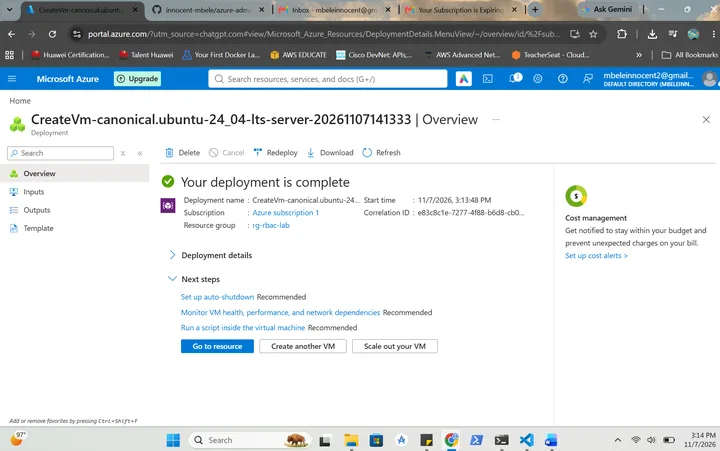 CreateVm-canonical.ubuntu
innocent-mbele/azure-adm
Inbox - mbeleinnocent@gm
Your Subscription is Expiring
Ask Gemini
portal.azure.com/?utm_source=chatgpt.com#view/Microsoft_Azure_Resources/DeploymentDetails.MenuView/~/overview/id/%2Fsub...
Huawei Certification...
Talent Huawei
Your First Docker La...
AWS EDUCATE
Cisco DevNet: APIs,...
AWS Advanced Net...
TeacherSeat - Cloud...
All Bookmarks
Microsoft Azure
Upgrade
Search resources, services, and docs (G+/)
1
mbeleinnocent2@gmail....
DEFAULT DIRECTORY (MBELEINN...
Home
CreateVm-canonical.ubuntu-24_04-lts-server-20261107141333 | Overview ...
Deployment
Search
Delete
Cancel
Redeploy
Download
Refresh
Overview
Inputs
Outputs
Template
Your deployment is complete
Deployment name : CreateVm-canonical.ubuntu-24...
Start time : 11/7/2026, 3:13:48 PM
Subscription : Azure subscription 1
Correlation ID : e83c8c1e-7277-4f88-b6d8-cb0...
Resource group : rg-rbac-lab
Deployment details
Next steps
Set up auto-shutdown Recommended
Monitor VM health, performance, and network dependencies Recommended
Run a script inside the virtual machine Recommended
Go to resource
Create another VM
Scale out your VM
$
Cost management
Get notified to stay within your budget and
prevent unexpected charges on your bill.
Set up cost alerts >
Add or remove favorites by pressing Ctrl+Shift+F
97°
Search
3:14 PM
11/7/2026